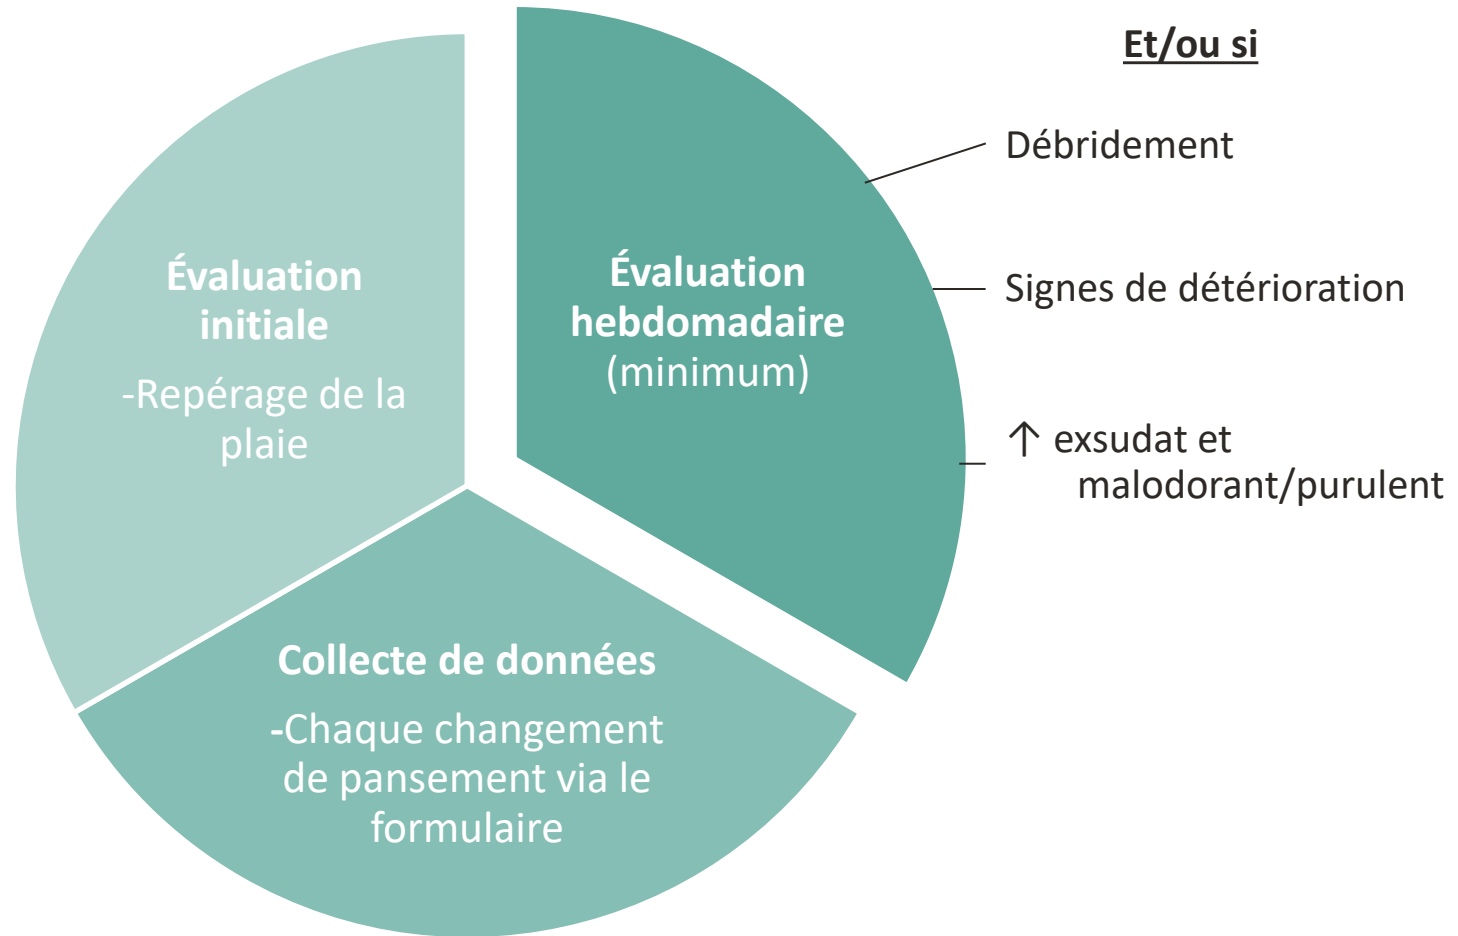 Évaluation
initiale
-Repérage de la
plaie
Évaluation
hebdomadaire
(minimum)
Et/ou si
Débridement
Signes de détérioration
↑ exsudat et
malodorant/purulent
Collecte de données
-Chaque changement
de pansement via le
formulaire